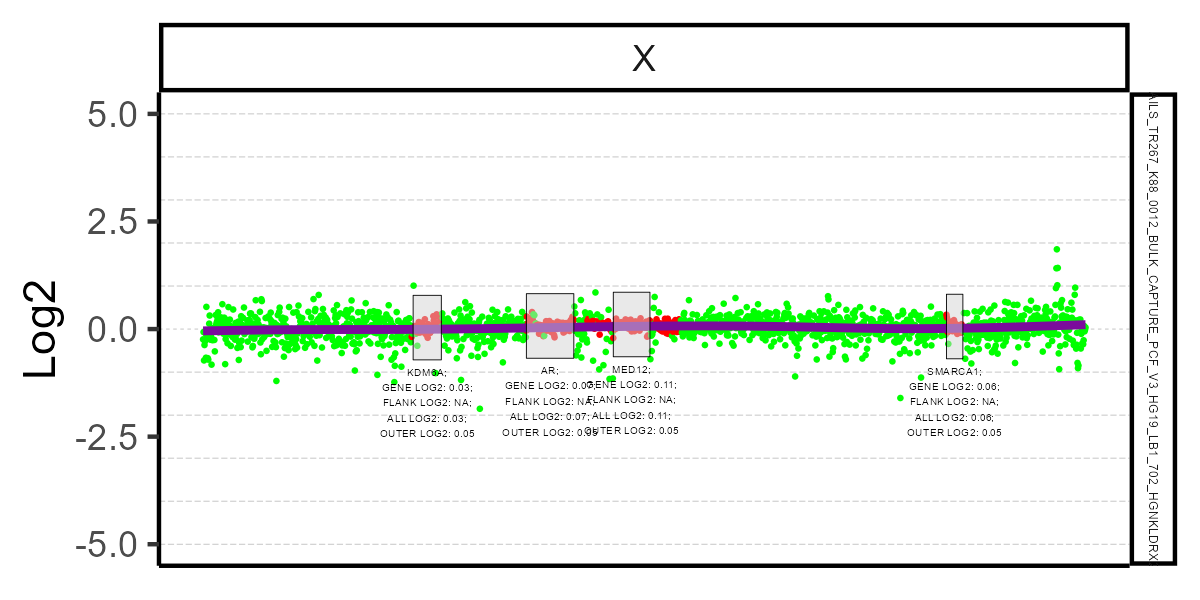 X
5.0
2.5
0.0
-2.5
-5.0
Log2
KDM6A;
GENE LOG2: 0.03;
FLANK LOG2: NA;
ALL LOG2: 0.03;
OUTER LOG2: 0.05
AR;
GENE LOG2: 0.07;
FLANK LOG2: NA;
ALL LOG2: 0.07;
OUTER LOG2: 0.05
MED12;
GENE LOG2: 0.11;
FLANK LOG2: NA;
ALL LOG2: 0.11;
OUTER LOG2: 0.05
SMARCA1;
GENE LOG2: 0.06;
FLANK LOG2: NA;
ALL LOG2: 0.06;
OUTER LOG2: 0.05
AILS_TR267_K88_0012_BULK_CAPTURE_PCF_V3_HG19_LB1_702_HGNKLDRX